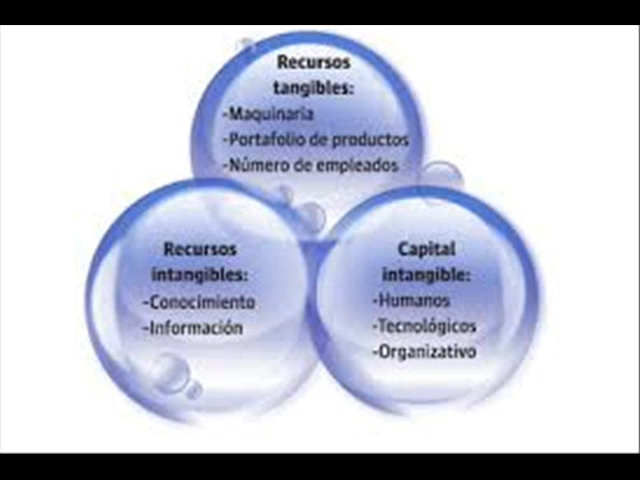 Recursos
tangibles:
-Maquinaria
-Portafolio de productos
-Número de empleados
Recursos
intangibles:
-Conocimiento
-Información
Capital
intangible:
-Humanos
-Tecnológicos
-Organizativo